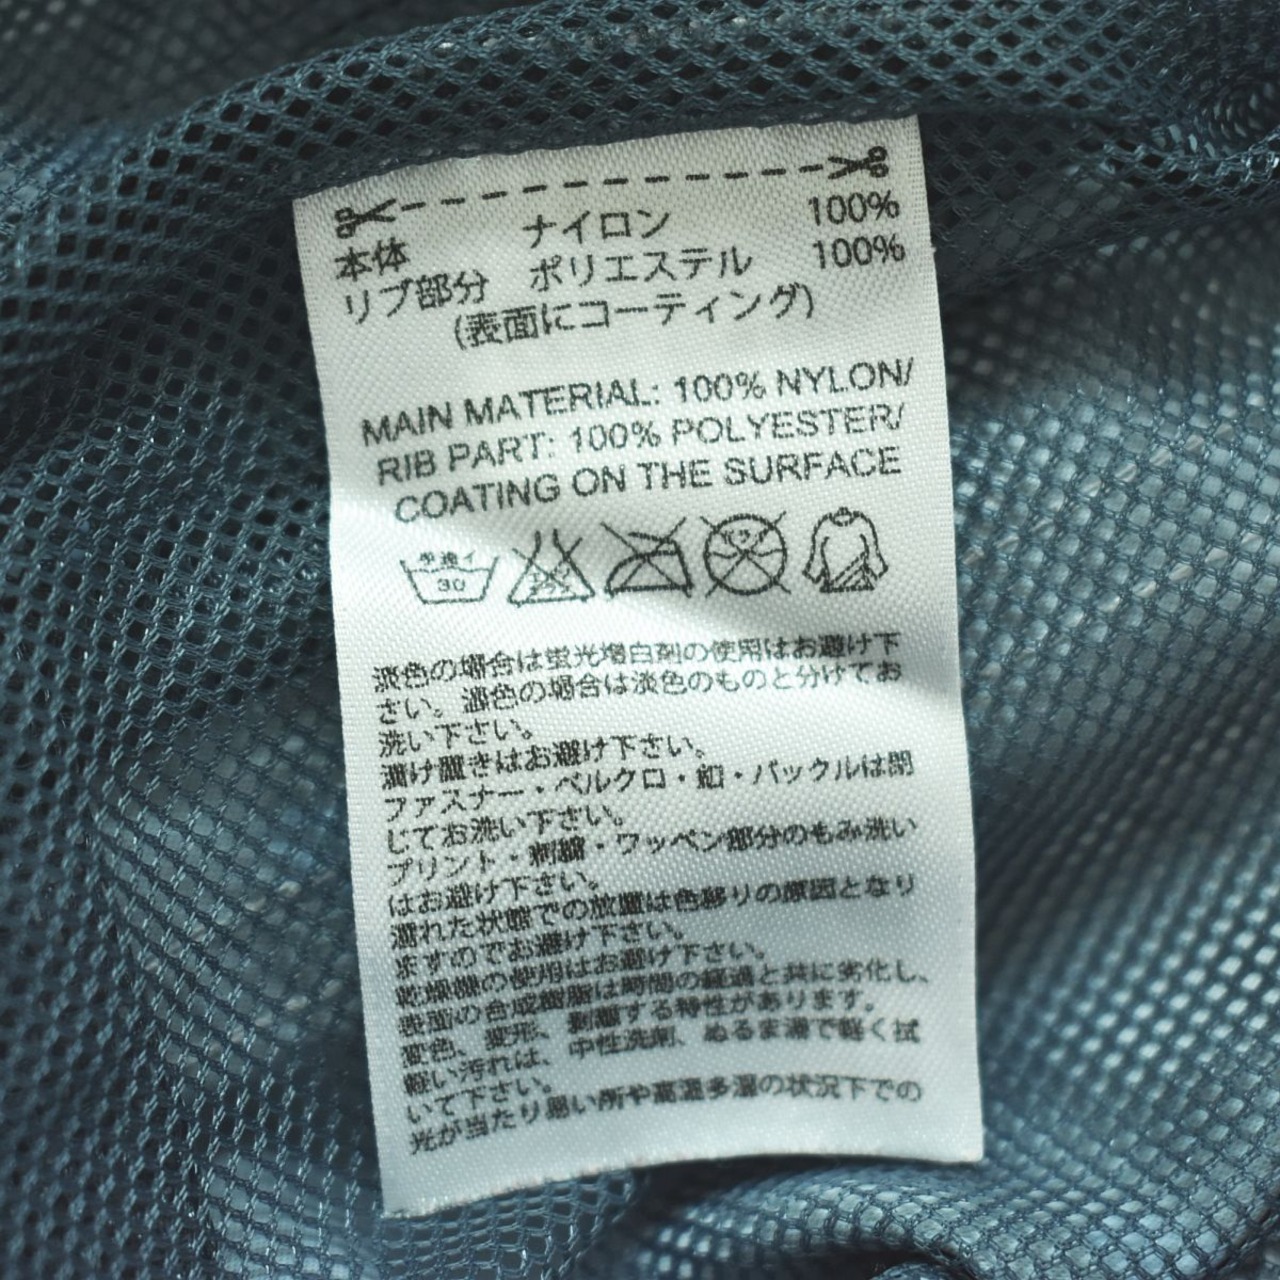 本体 ナイロン 100%
リブ部分 ポリエステル 100%
(表面にコーティング)
MAIN MATERIAL: 100% NYLON/
RIB PART: 100% POLYESTER/
COATING ON THE SURFACE
手洗イ
30
淡色の場合は蛍光増白剤の使用はお避け下
さい。濃色の場合は淡色のものと分けてお
洗い下さい。
漬け置きはお避け下さい。
ファスナー・ベルクロ・釦・バックルは閉
じてお洗い下さい。
プリント・刺繍・ワッペン部分のもみ洗い
はお避け下さい。
濡れた状態での放置は色移りの原因となり
ますのでお避け下さい。
乾燥機の使用はお避け下さい。
表面の合成樹脂は時間の経過と共に劣化し、
変色、変形、剥離する特性があります。
軽い汚れは、中性洗剤、ぬるま湯で軽く拭
いて下さい。
光が当たり悪い所や高温多湿の状況下での